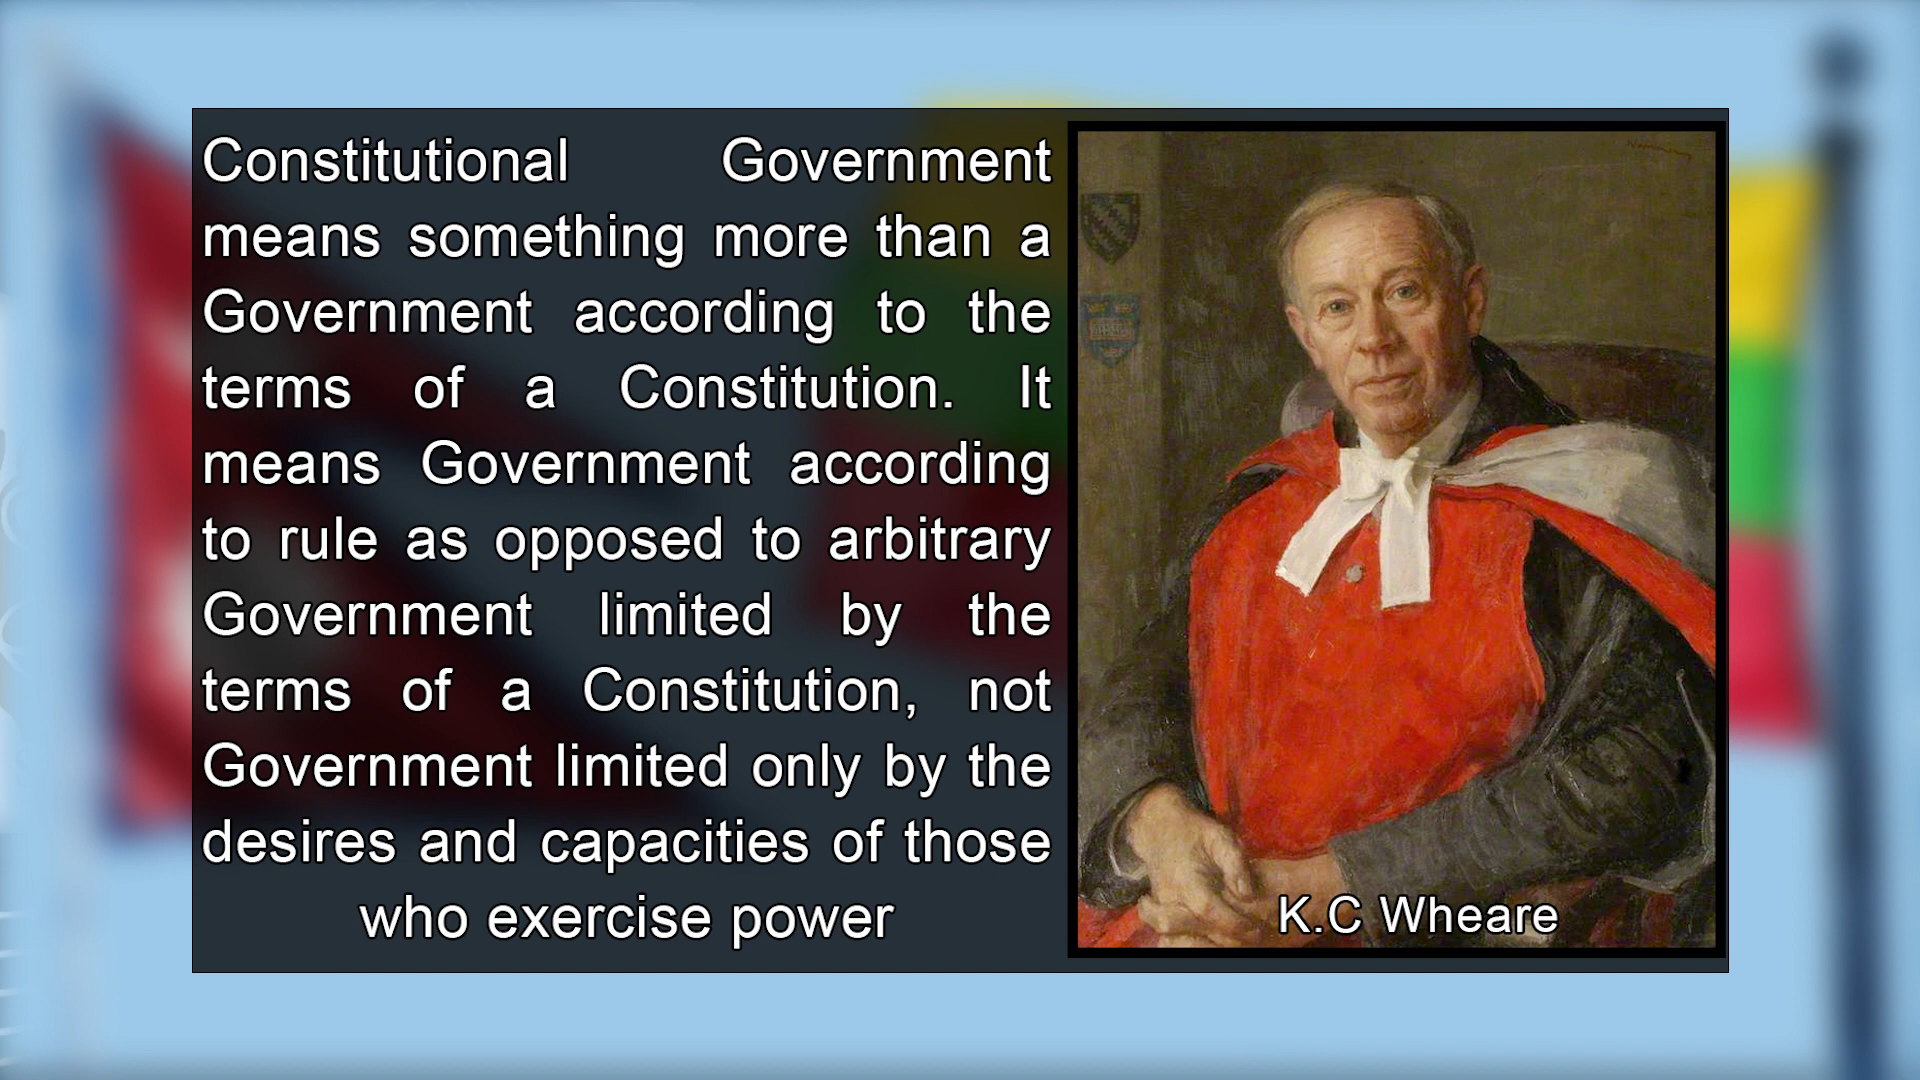 Constitutional Government
means something more than a
Government according to the
terms of a Constitution. It
means Government according
to rule as opposed to arbitrary
Government limited by the
terms of a Constitution, not
Government limited only by the
desires and capacities of those
who exercise power
K.C Wheare